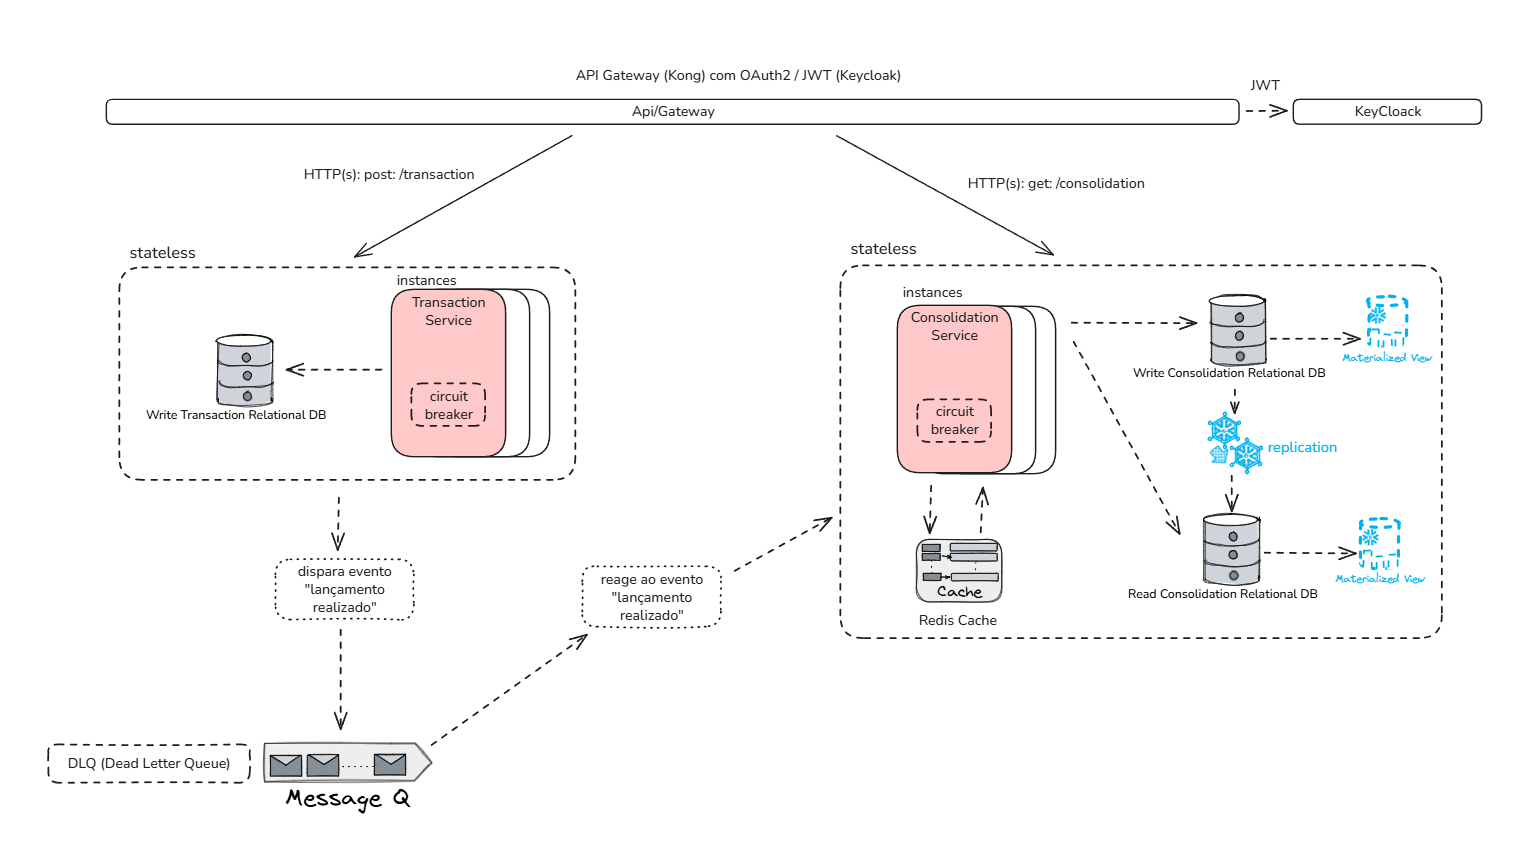 API Gateway (Kong) com OAuth2 / JWT (Keycloak)
JWT
Api/Gateway
KeyCloack
HTTP(s): post: /transaction
HTTP(s): get: /consolidation
stateless
stateless
instances
Transaction
Service
circuit
breaker
Write Transaction Relational DB
instances
Consolidation
Service
circuit
breaker
Write Consolidation Relational DB
Materialized View
replication
Read Consolidation Relational DB
Materialized View
Cache
Redis Cache
dispara evento
"lançamento
realizado"
reage ao evento
"lançamento
realizado"
DLQ (Dead Letter Queue)
Message Q